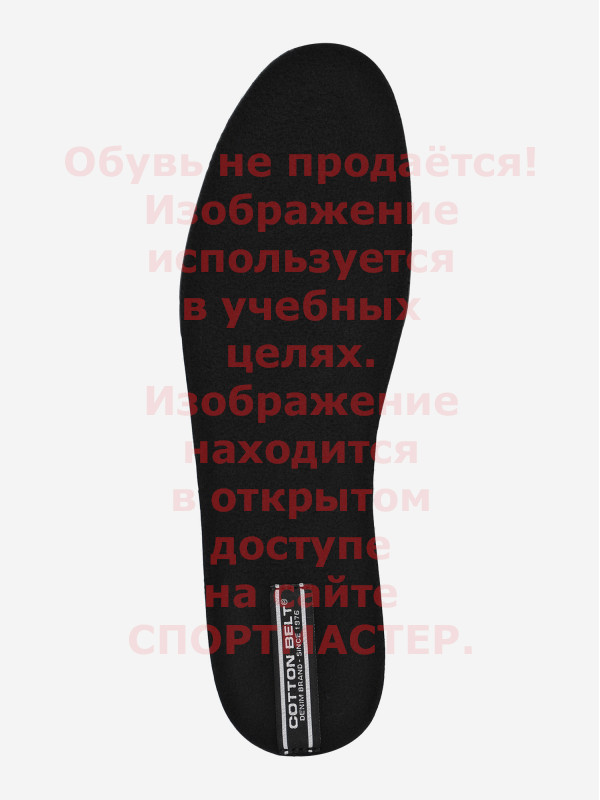 Обувь не продаётся!
Изображение
используется
в учебных
целях.
Изображение
находится
в открытом
доступе
на сайте
СПОРТМАСТЕР.
COTTON BELT®
DENIM BRAND - SINCE 1976